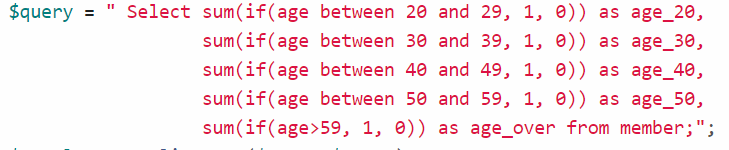 $query = " Select sum(if(age between 20 and 29, 1, 0)) as age_20,
sum(if(age between 30 and 39, 1, 0)) as age_30,
sum(if(age between 40 and 49, 1, 0)) as age_40,
sum(if(age between 50 and 59, 1, 0)) as age_50,
sum(if(age>59, 1, 0)) as age_over from member;";